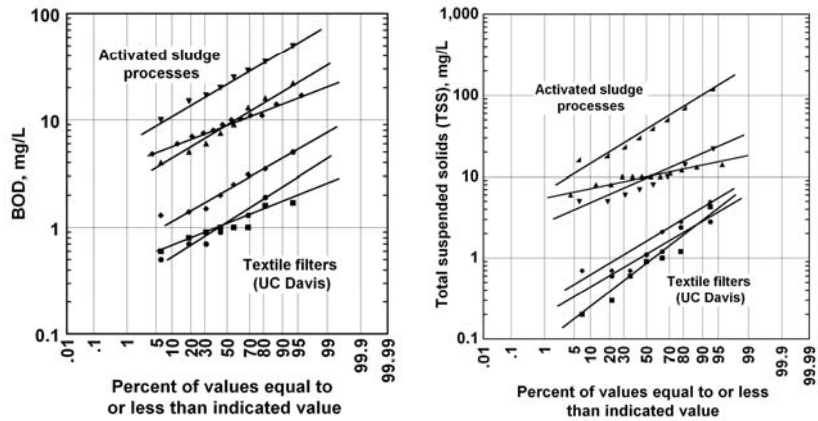 100
10
1
0.1
BOD, mg/L
Activated sludge
processes
Textile filters
(UC Davis)
.01
.1
1
5
10
20
30
50
70
80
90
95
99
99.9
99.99
Percent of values equal to
or less than indicated value
1,000
100
10
1
0.1
Total suspended solids (TSS), mg/L
Activated sludge
processes
Textile filters
(UC Davis)
.01
.1
1
5
10
20
30
50
70
80
90
95
99
99.9
99.99
Percent of values equal to or less
than indicated value